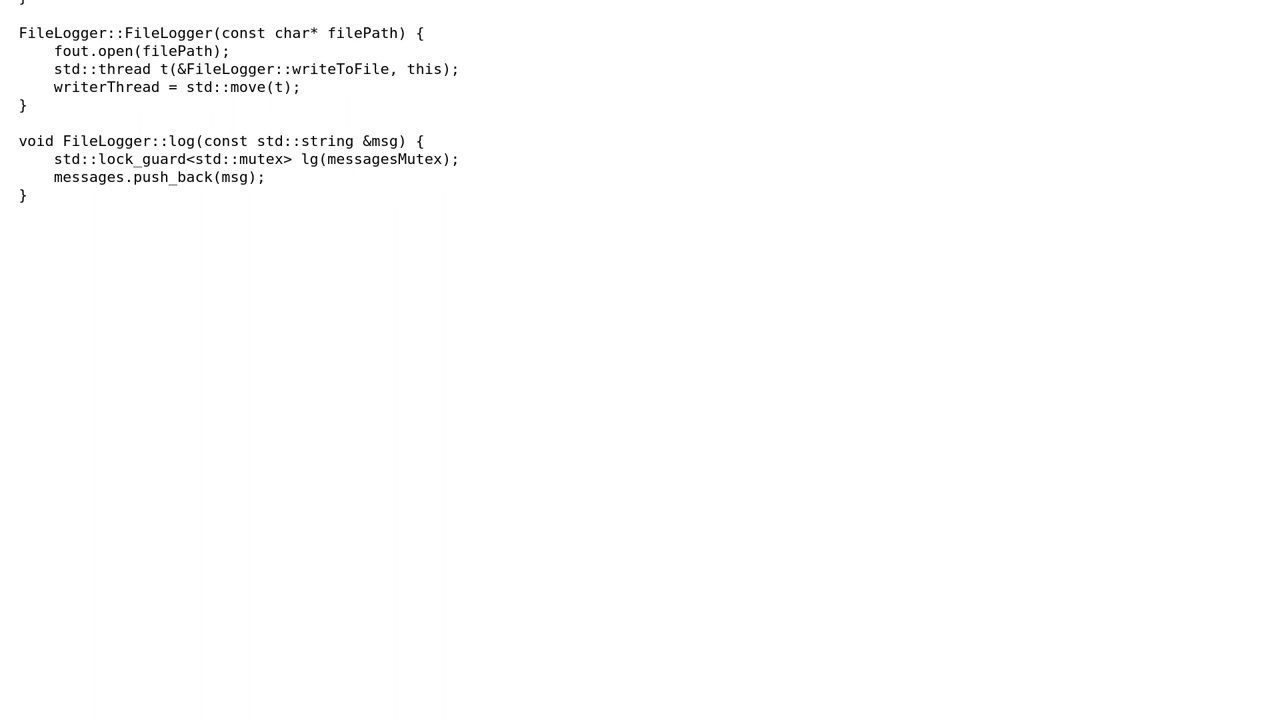 }
FileLogger::FileLogger(const char* filePath) {
    fout.open(filePath);
    std::thread t(&FileLogger::writeToFile, this);
    writerThread = std::move(t);
}
void FileLogger::log(const std::string &msg) {
    std::lock_guard<std::mutex> lg(messagesMutex);
    messages.push_back(msg);
}